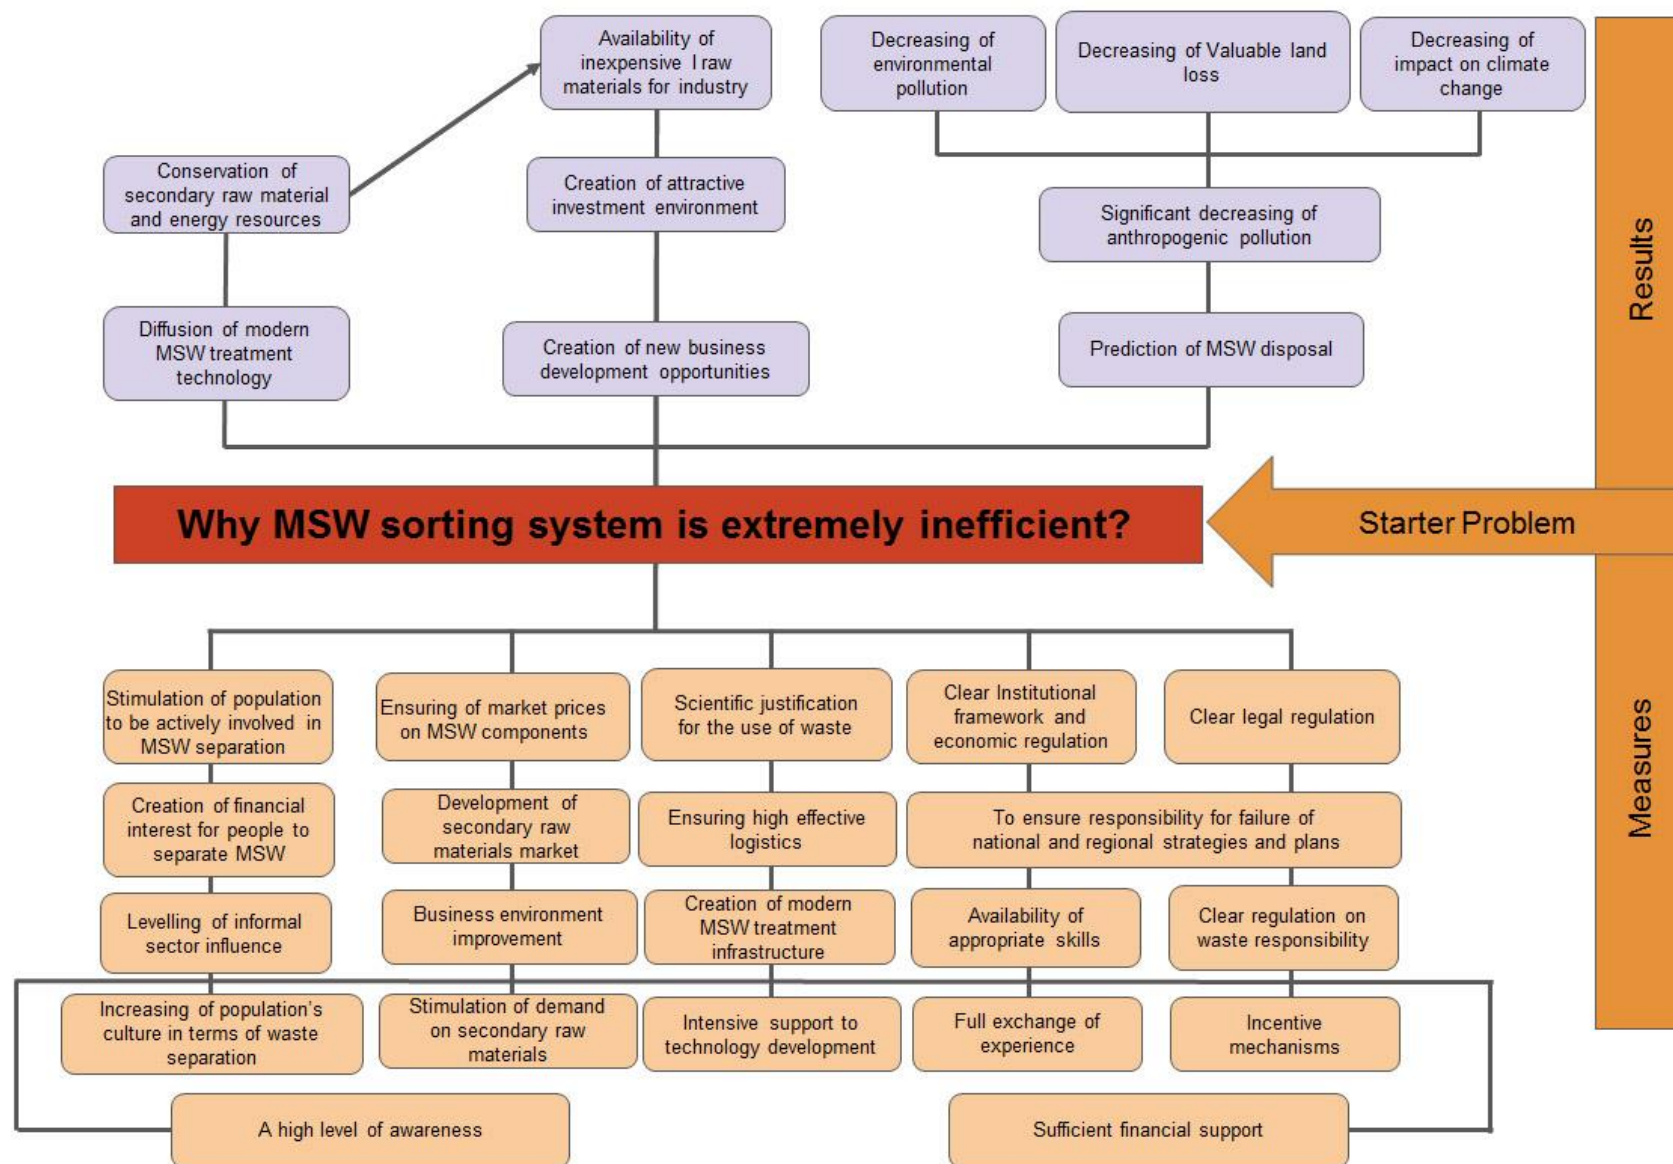 Availability of
inexpensive I raw
materials for industry
Decreasing of
environmental
pollution
Decreasing of Valuable land
loss
Decreasing of
impact on climate
change
Conservation of
secondary raw material
and energy resources
Creation of attractive
investment environment
Significant decreasing of
anthropogenic pollution
Diffusion of modern
MSW treatment
technology
Creation of new business
development opportunities
Prediction of MSW disposal
Results
Why MSW sorting system is extremely inefficient?
Starter Problem
Measures
Stimulation of population
to be actively involved in
MSW separation
Ensuring of market prices
on MSW components
Scientific justification
for the use of waste
Clear Institutional
framework and
economic regulation
Clear legal regulation
Creation of financial
interest for people to
separate MSW
Development of
secondary raw
materials market
Ensuring high effective
logistics
To ensure responsibility for failure of
national and regional strategies and plans
Levelling of informal
sector influence
Business environment
improvement
Creation of modern
MSW treatment
infrastructure
Availability of
appropriate skills
Clear regulation on
waste responsibility
Increasing of population's
culture in terms of waste
separation
Stimulation of demand
on secondary raw
materials
Intensive support to
technology development
Full exchange of
experience
Incentive
mechanisms
A high level of awareness
Sufficient financial support